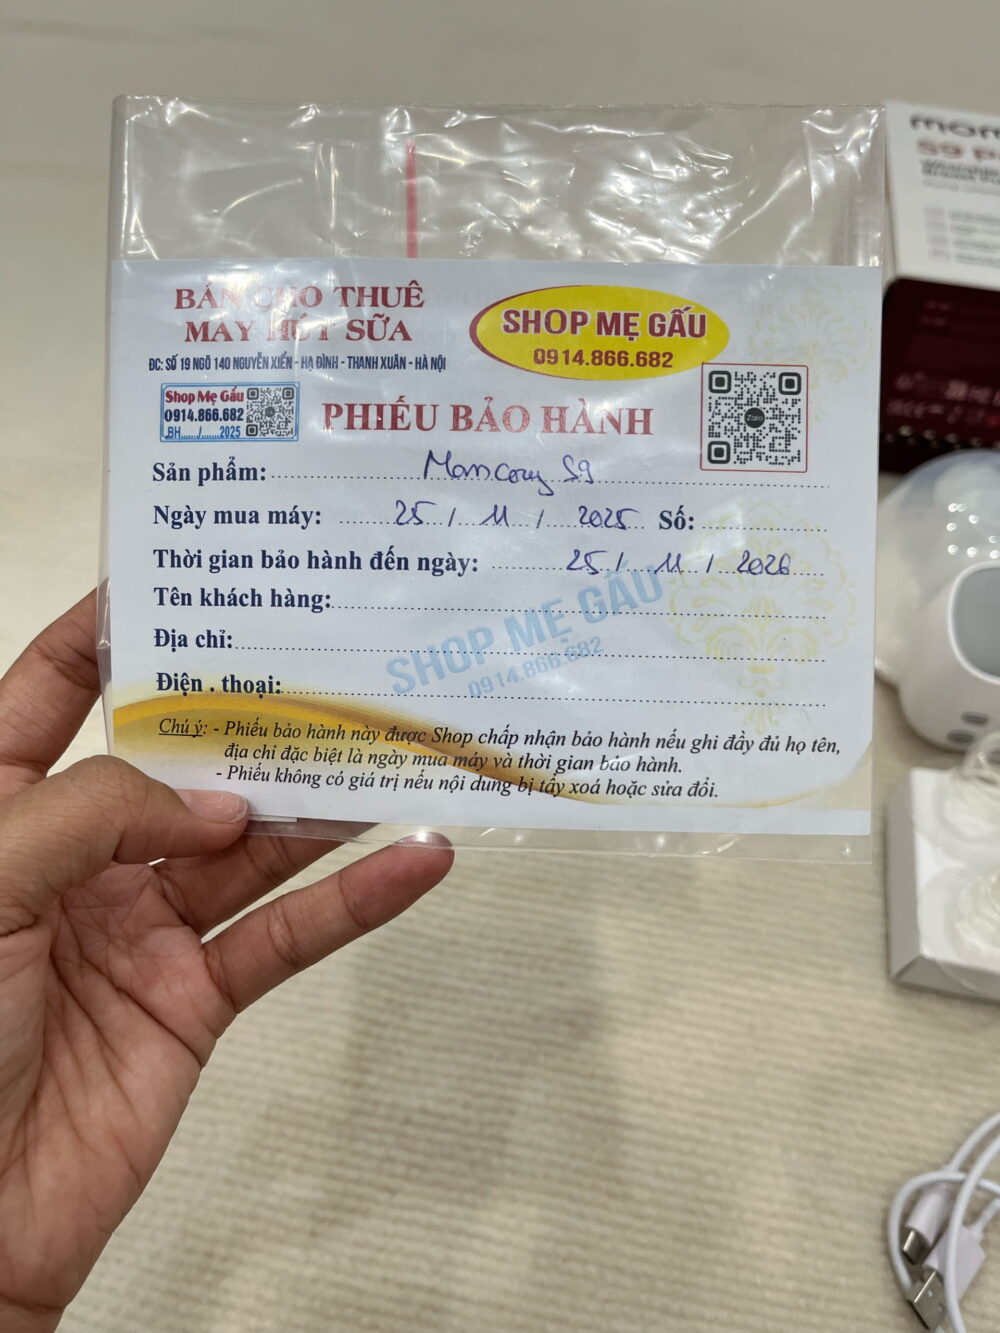 BÁN CHO THUÊ
MÁY HÚT SỮA
ĐC: SỐ 19 NGÕ 140 NGUYỄN XIỂN - HẠ ĐÌNH - THANH XUÂN - HÀ NỘI
SHOP MẸ GẤU
0914.866.682
Shop Mẹ Gấu
0914.866.682
BH....../......2025
Zalo
PHIẾU BẢO HÀNH
Sản phẩm: Momcozy S9
Ngày mua máy: 25 / 11 / 2025 Số:
Thời gian bảo hành đến ngày: 25 / 11 / 2026
Tên khách hàng:
Địa chỉ:
Điện . thoại:
SHOP MẸ GẤU
0914.866.682
Chú ý: - Phiếu bảo hành này được Shop chấp nhận bảo hành nếu ghi đầy đủ họ tên,
địa chỉ đặc biệt là ngày mua máy và thời gian bảo hành.
- Phiếu không có giá trị nếu nội dung bị tẩy xoá hoặc sửa đổi.
mom
S9 P